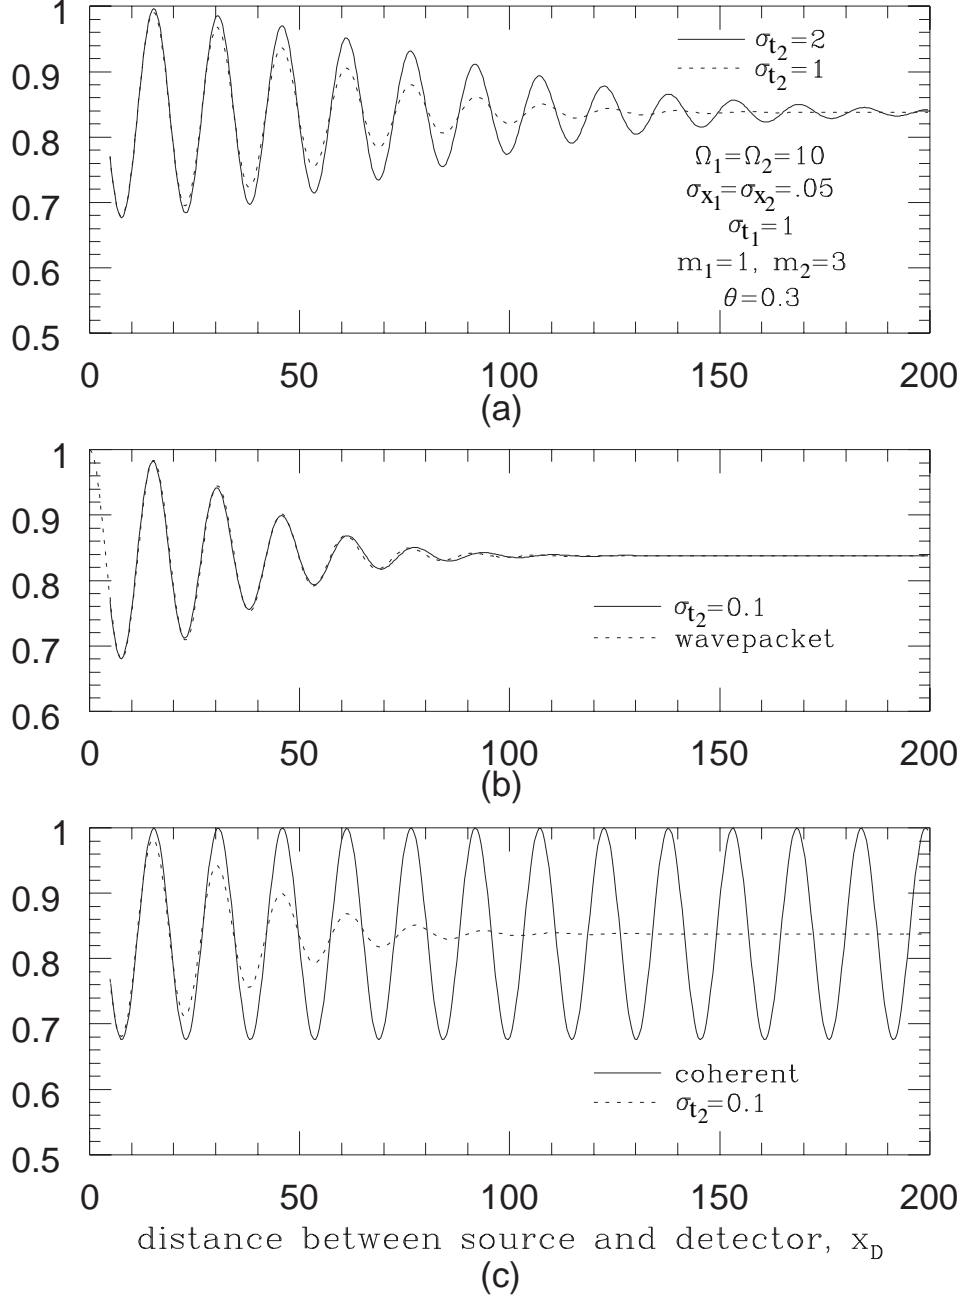 1
0.9
0.8
0.7
0.6
0.5
σt2=2
σt2=1
Ω1=Ω2=10
σx1=σx2=.05
σt1=1
m1=1, m2=3
θ=0.3
0 50 100 150 200
(a)
1
0.9
0.8
0.7
0.6
σt2=0.1
wavepacket
0 50 100 150 200
(b)
1
0.9
0.8
0.7
0.6
0.5
coherent
σt2=0.1
0 50 100 150 200
distance between source and detector, xD
(c)